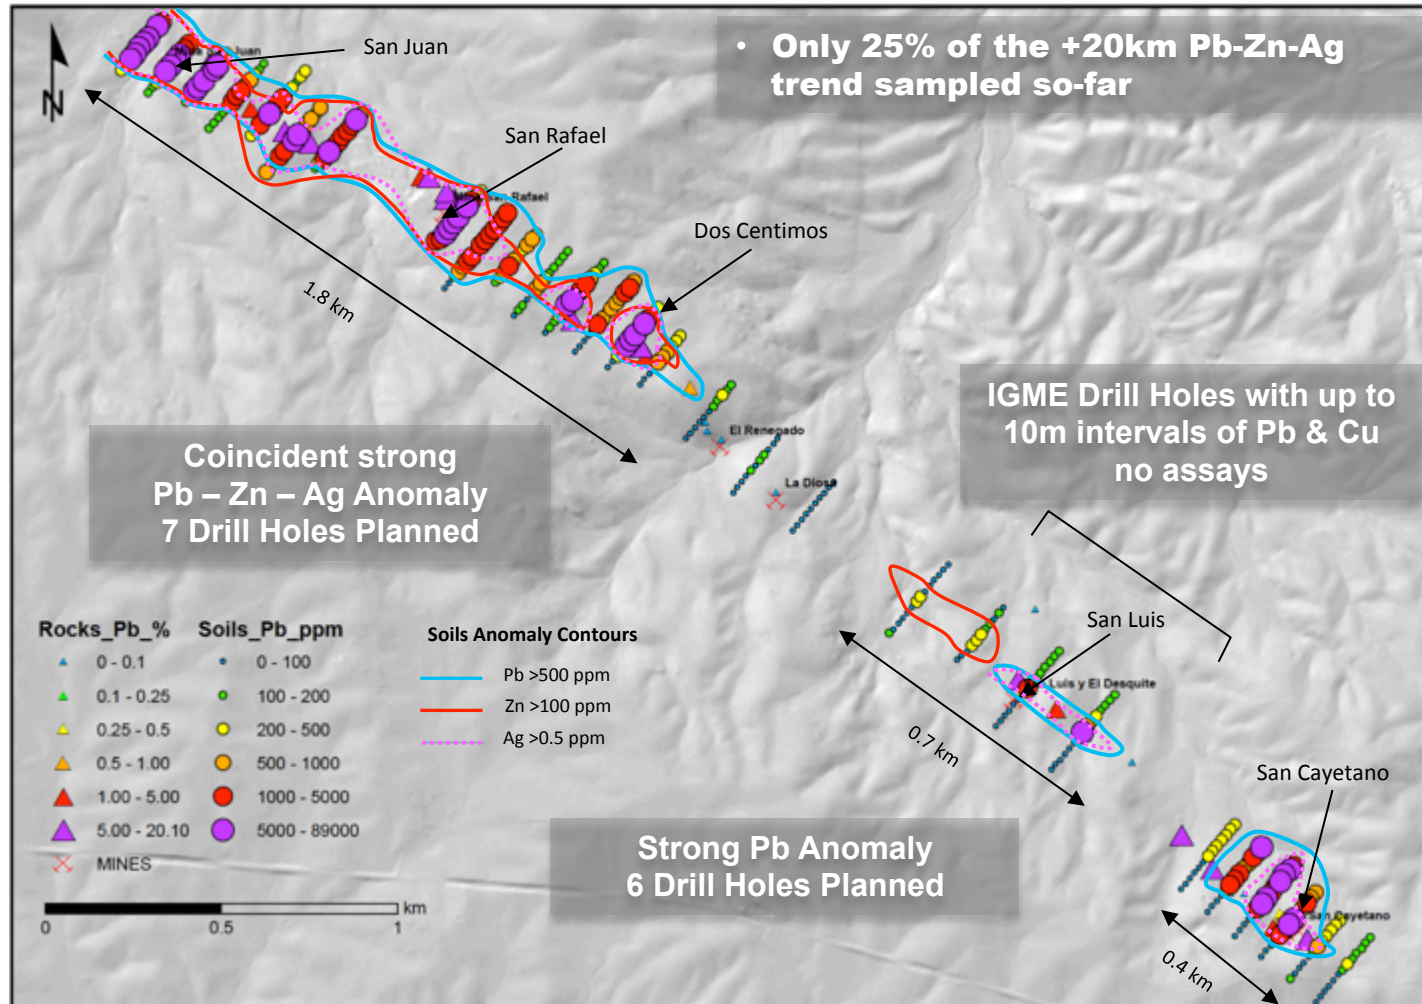 • Only 25% of the +20km Pb-Zn-Ag
trend sampled so-far
N
San Juan
San Rafael
Dos Centimos
1.8 km
El Renegado
La Diosa
IGME Drill Holes with up to
10m intervals of Pb & Cu
no assays
Coincident strong
Pb – Zn – Ag Anomaly
7 Drill Holes Planned
San Luis
Luis y El Desquite
0.7 km
San Cayetano
San Cayetano
0.4 km
Strong Pb Anomaly
6 Drill Holes Planned
Rocks_Pb_%
0 - 0.1
0.1 - 0.25
0.25 - 0.5
0.5 - 1.00
1.00 - 5.00
5.00 - 20.10
MINES
Soils_Pb_ppm
0 - 100
100 - 200
200 - 500
500 - 1000
1000 - 5000
5000 - 89000
Soils Anomaly Contours
Pb >500 ppm
Zn >100 ppm
Ag >0.5 ppm
0 0.5 1 km